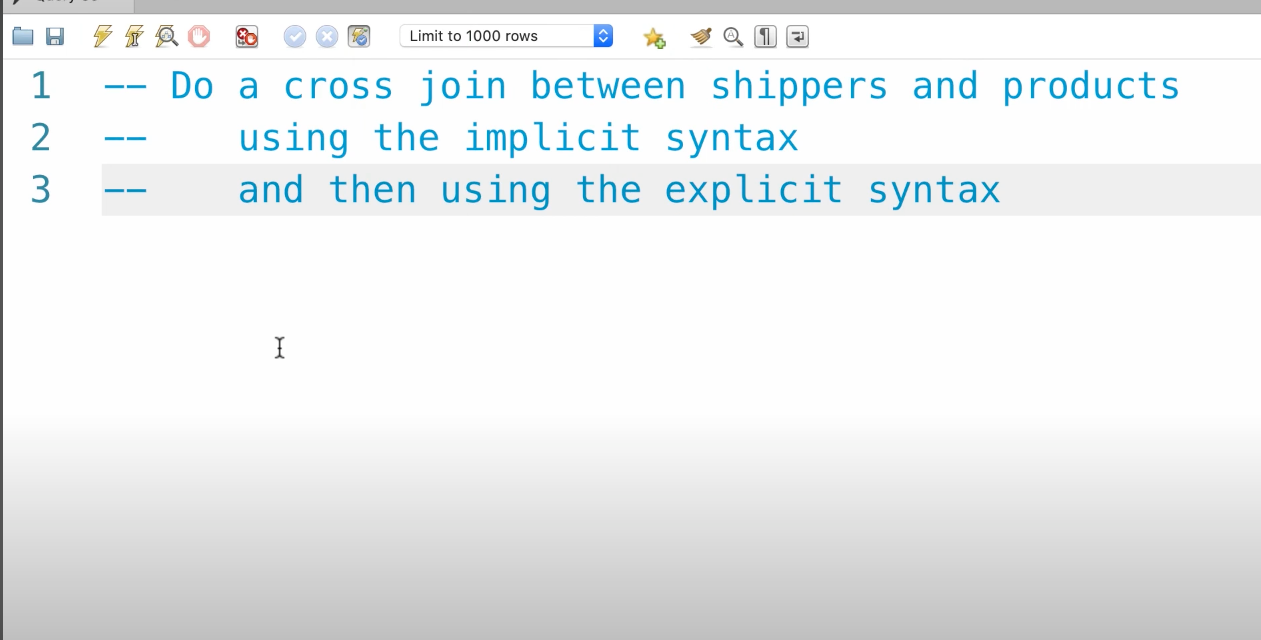 Limit to 1000 rows
1 -- Do a cross join between shippers and products
2 --    using the implicit syntax
3 --    and then using the explicit syntax